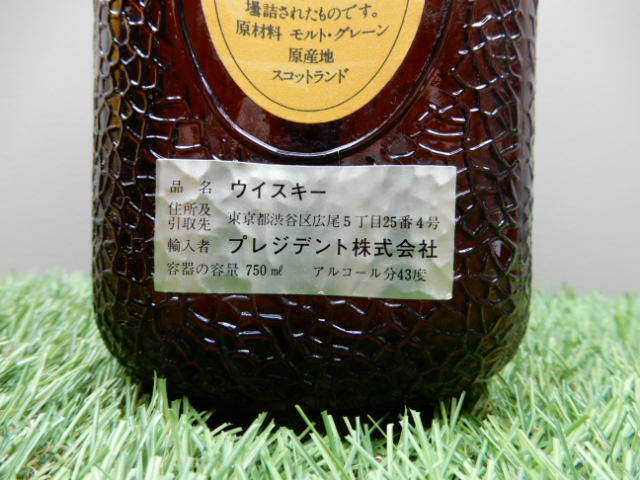 壜詰されたものです。
原材料 モルト・グレーン
原産地
スコットランド
品名 ウイスキー
住所及 引取先 東京都渋谷区広尾5丁目25番4号
輸入者 プレジデント株式会社
容器の容量 750㎖ アルコール分43度